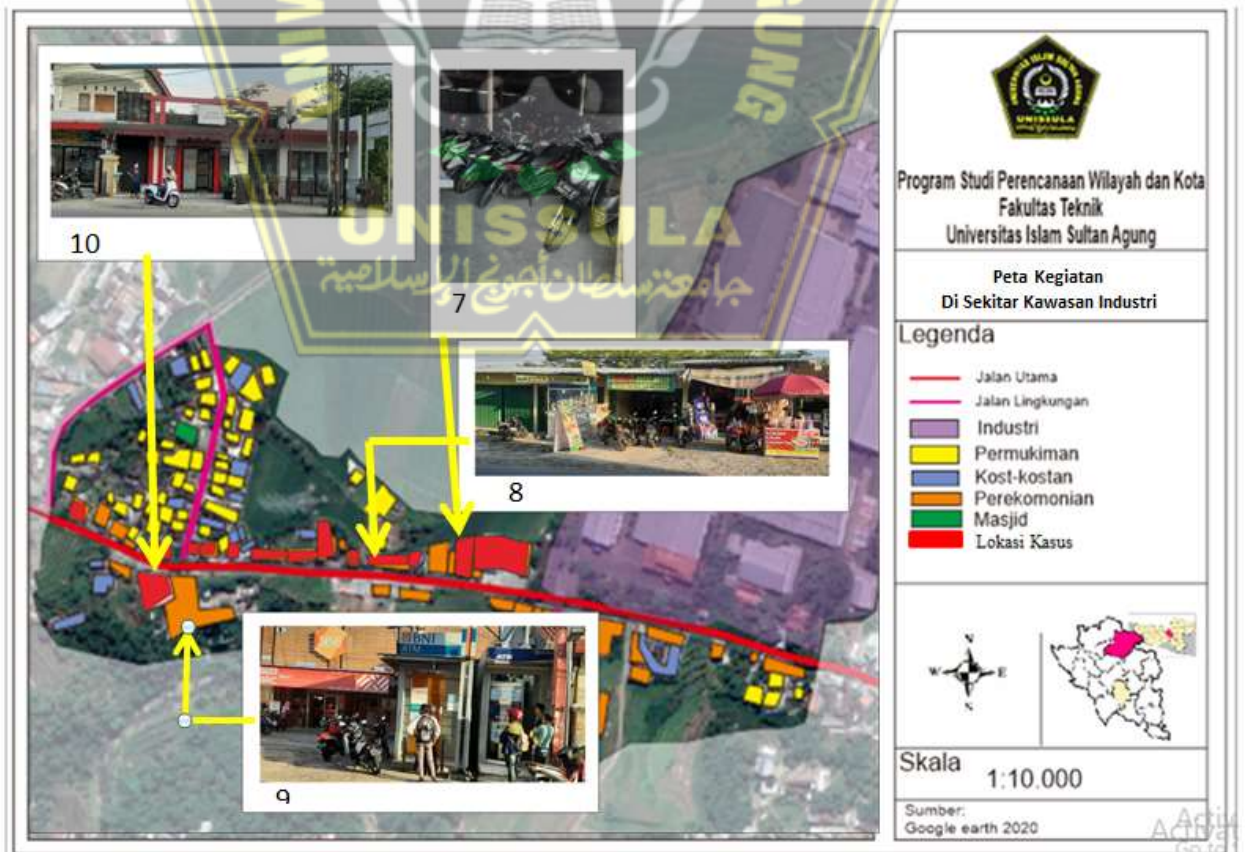 10
7
8
9
UNISSULA
جامعة سلطان أجونج الإسلامية
BNI
ATM
UNISSULA
Program Studi Perencanaan Wilayah dan Kota
Fakultas Teknik
Universitas Islam Sultan Agung
Peta Kegiatan
Di Sekitar Kawasan Industri
Legenda
Jalan Utama
Jalan Lingkungan
Industri
Permukiman
Kost-kostan
Perekomonian
Masjid
Lokasi Kasus
N
W
E
N
Skala
1:10.000
Sumber:
Google earth 2020